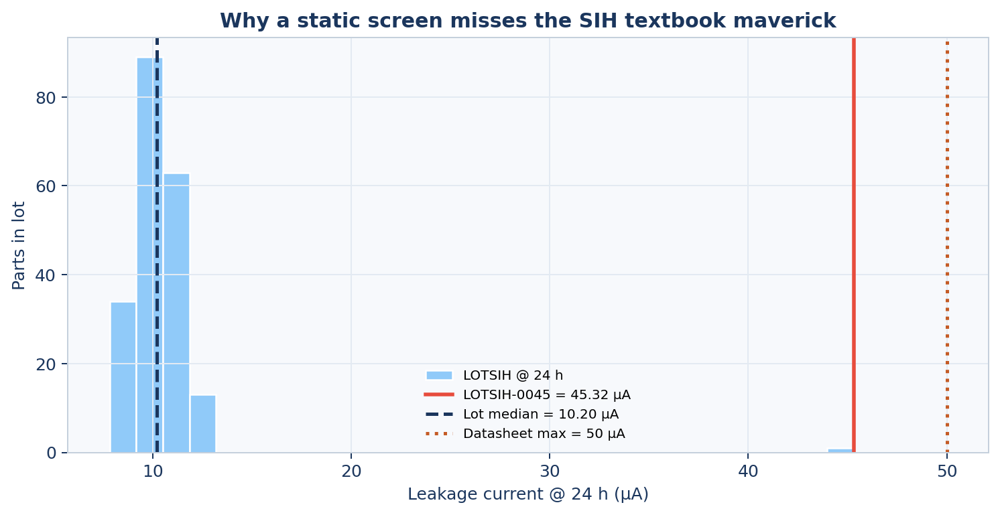 Why a static screen misses the SIH textbook maverick
Parts in lot
80
60
40
20
0
LOTSIH @ 24 h
LOTSIH-0045 = 45.32 µA
Lot median = 10.20 µA
Datasheet max = 50 µA
10 20 30 40 50
Leakage current @ 24 h (µA)